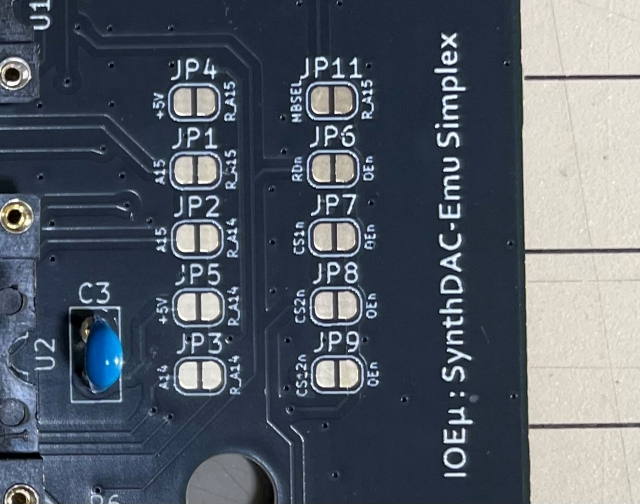 U1
JP4
+5V
R_A15
JP11
MBSEL
R_A15
JP1
A15
R_A15
JP6
RDn
OEn
JP2
A15
R_A14
JP7
CS1n
OEn
JP5
+5V
R_A14
JP8
CS2n
OEn
JP3
A14
R_A14
JP9
CS12n
OEn
C3
U2
IOEμ : SynthDAC-Emu Simplex